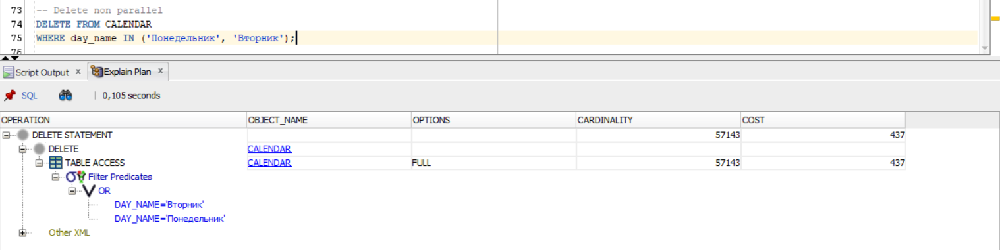 73 -- Delete non parallel
74 DELETE FROM CALENDAR
75 WHERE day_name IN ('Понедельник', 'Вторник');
76
Script Output x Explain Plan x
SQL | 0,105 seconds
OPERATION OBJECT_NAME OPTIONS CARDINALITY COST
DELETE STATEMENT 57143 437
DELETE CALENDAR
TABLE ACCESS CALENDAR FULL 57143 437
Filter Predicates
OR
DAY_NAME='Вторник'
DAY_NAME='Понедельник'
Other XML